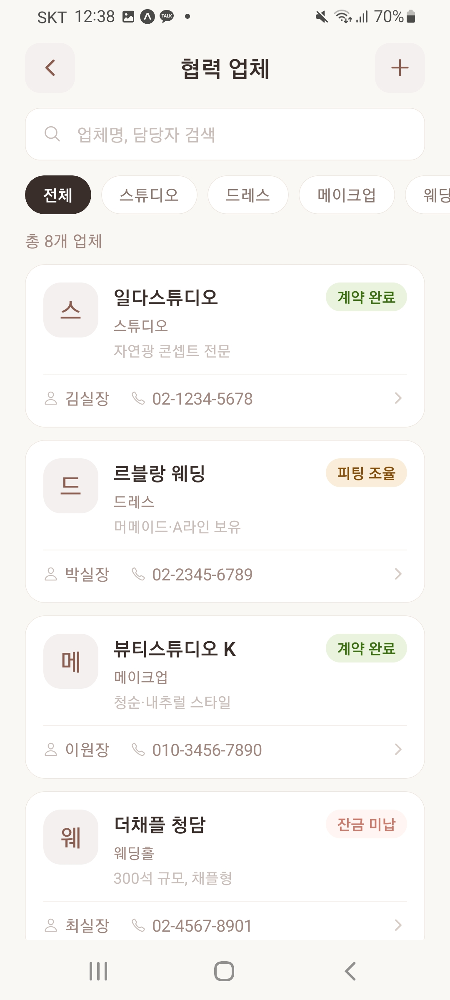 SKT 12:38 TALK 70%
협력 업체
업체명, 담당자 검색
전체 스튜디오 드레스 메이크업 웨딩
총 8개 업체
스 일다스튜디오 계약 완료
스튜디오
자연광 콘셉트 전문
김실장 02-1234-5678
드 르블랑 웨딩 피팅 조율
드레스
머메이드·A라인 보유
박실장 02-2345-6789
메 뷰티스튜디오 K 계약 완료
메이크업
청순·내추럴 스타일
이원장 010-3456-7890
웨 더채플 청담 잔금 미납
웨딩홀
300석 규모, 채플형
최실장 02-4567-8901